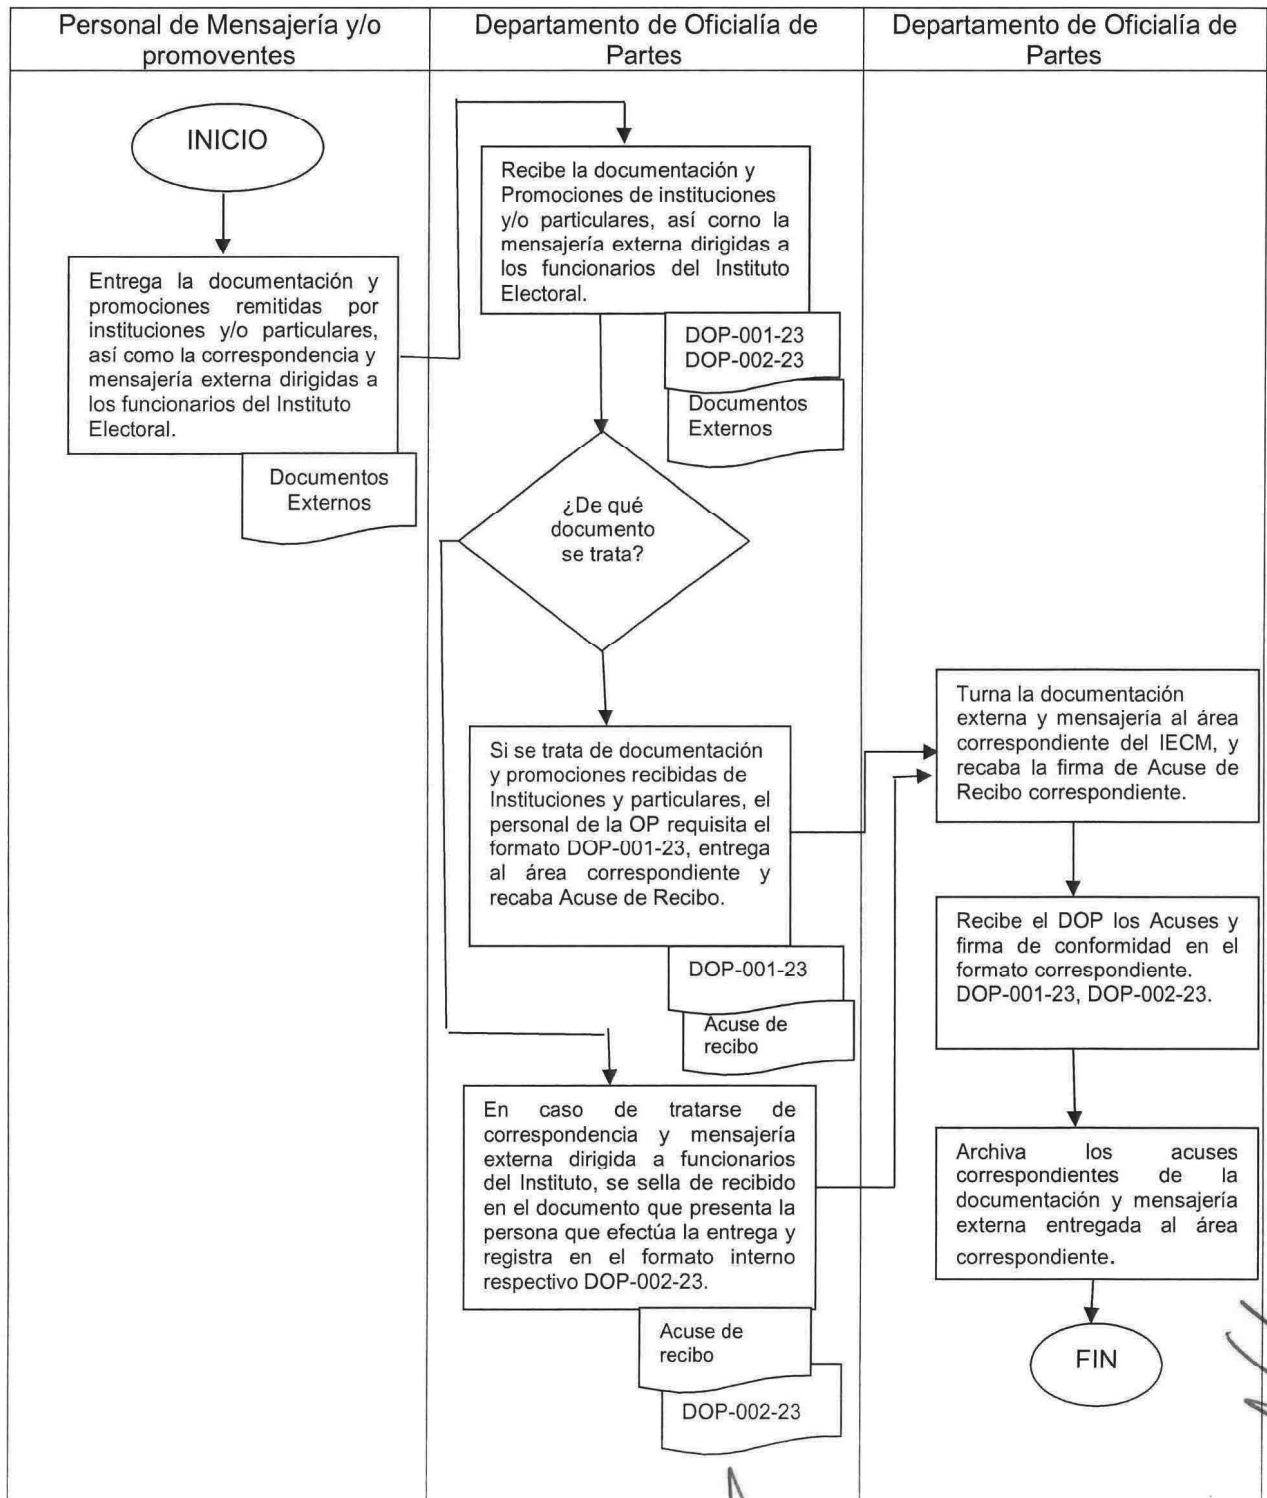 Personal de Mensajería y/o
promoventes
Departamento de Oficialía de
Partes
Departamento de Oficialía de
Partes
INICIO
Entrega la documentación y
promociones remitidas por
instituciones y/o particulares,
así como la correspondencia y
mensajería externa dirigidas a
los funcionarios del Instituto
Electoral.
Documentos
Externos
Recibe la documentación y
Promociones de instituciones
y/o particulares, así corno la
mensajería externa dirigidas a
los funcionarios del Instituto
Electoral.
DOP-001-23
DOP-002-23
Documentos
Externos
¿De qué
documento
se trata?
Si se trata de documentación
y promociones recibidas de
Instituciones y particulares, el
personal de la OP requisita el
formato DOP-001-23, entrega
al área correspondiente y
recaba Acuse de Recibo.
DOP-001-23
Acuse de
recibo
En caso de tratarse de
correspondencia y mensajería
externa dirigida a funcionarios
del Instituto, se sella de recibido
en el documento que presenta la
persona que efectúa la entrega y
registra en el formato interno
respectivo DOP-002-23.
Acuse de
recibo
DOP-002-23
Turna la documentación
externa y mensajería al área
correspondiente del IECM, y
recaba la firma de Acuse de
Recibo correspondiente.
Recibe el DOP los Acuses y
firma de conformidad en el
formato correspondiente.
DOP-001-23, DOP-002-23.
Archiva los acuses
correspondientes de la
documentación y mensajería
externa entregada al área
correspondiente.
FIN